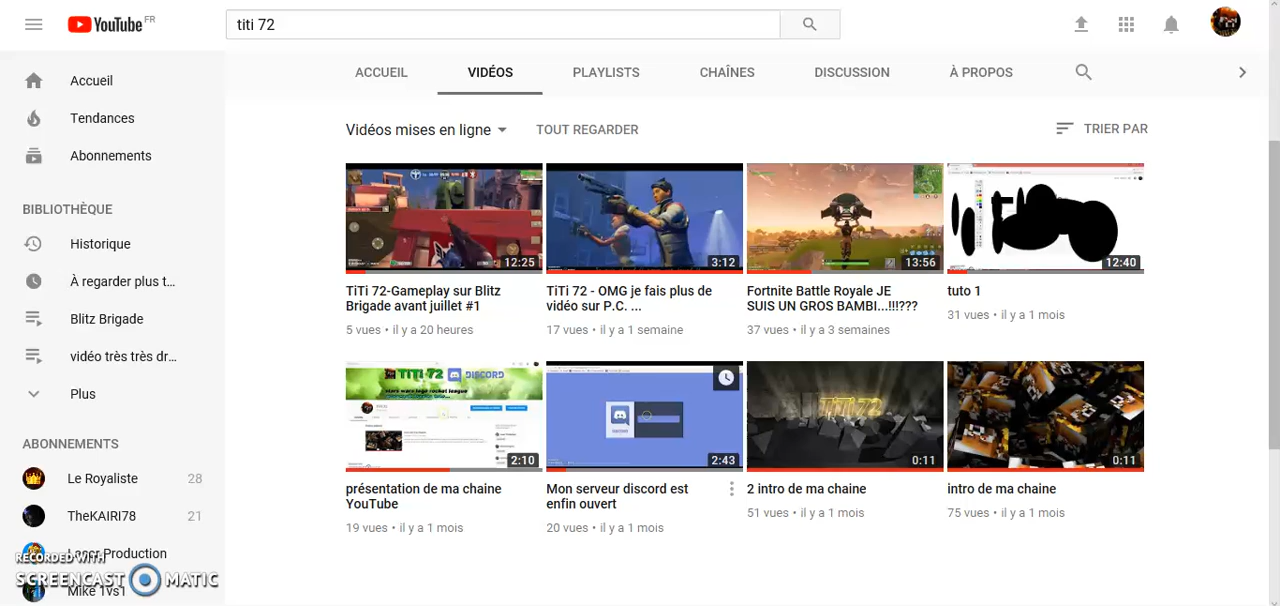 YouTube FR
titi 72
Accueil
Tendances
Abonnements
BIBLIOTHÈQUE
Historique
À regarder plus t...
Blitz Brigade
vidéo très très dr...
Plus
ABONNEMENTS
Le Royaliste 28
TheKAIRI78 21
Production
Mike 1vs1
RECORDED WITH
SCREENCAST MATIC
ACCUEIL VIDÉOS PLAYLISTS CHAÎNES DISCUSSION À PROPOS
Vidéos mises en ligne TOUT REGARDER TRIER PAR
12:25 3:12 13:56 12:40
TiTi 72-Gameplay sur Blitz
Brigade avant juillet #1
5 vues • il y a 20 heures
TiTi 72 - OMG je fais plus de
vidéo sur P.C. ...
17 vues • il y a 1 semaine
Fortnite Battle Royale JE
SUIS UN GROS BAMBI...!!!???
37 vues • il y a 3 semaines
tuto 1
31 vues • il y a 1 mois
TiTi 72 DISCORD
2:10
DISCORD
2:43
TiTi 72
0:11
0:11
présentation de ma chaine
YouTube
19 vues • il y a 1 mois
Mon serveur discord est
enfin ouvert
20 vues • il y a 1 mois
2 intro de ma chaine
51 vues • il y a 1 mois
intro de ma chaine
75 vues • il y a 1 mois